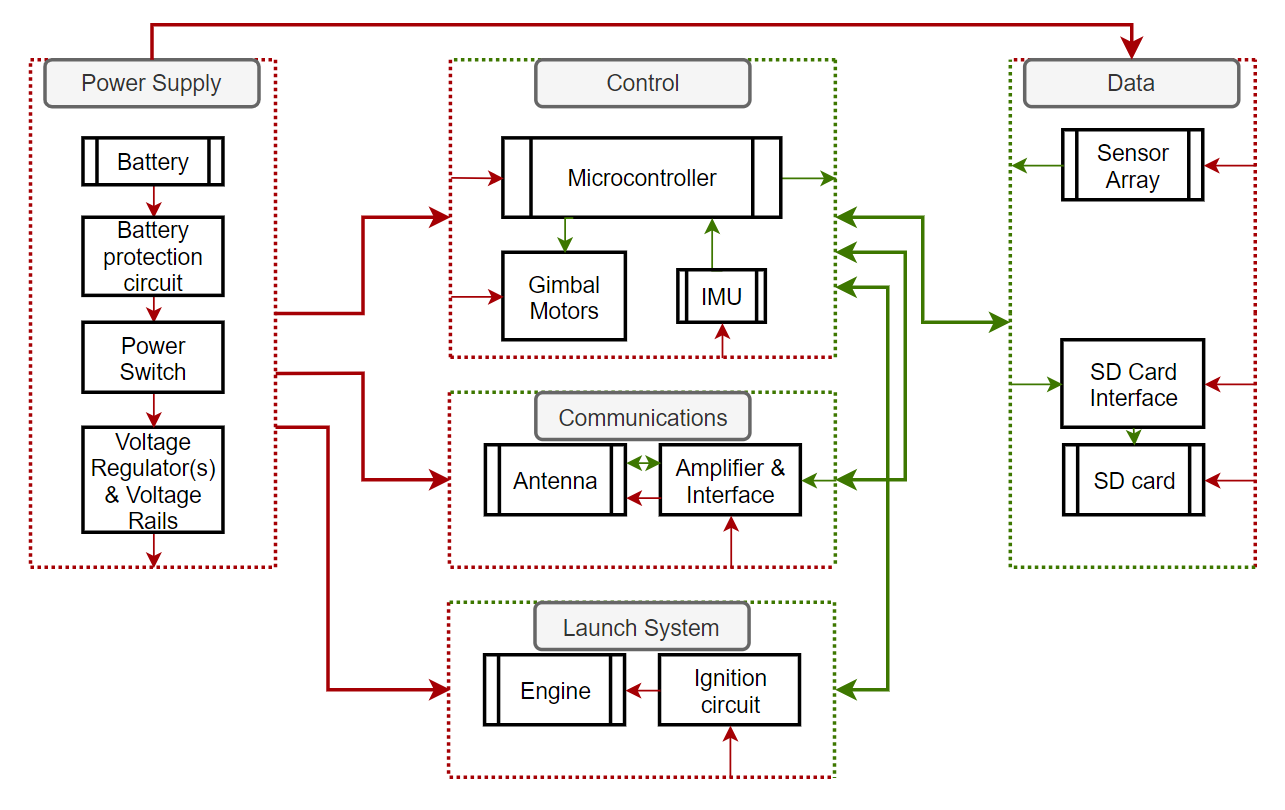 Power Supply
Battery
Battery
protection
circuit
Power
Switch
Voltage
Regulator(s)
& Voltage
Rails
Control
Microcontroller
Gimbal
Motors
IMU
Communications
Antenna
Amplifier &
Interface
Launch System
Engine
Ignition
circuit
Data
Sensor
Array
SD Card
Interface
SD card